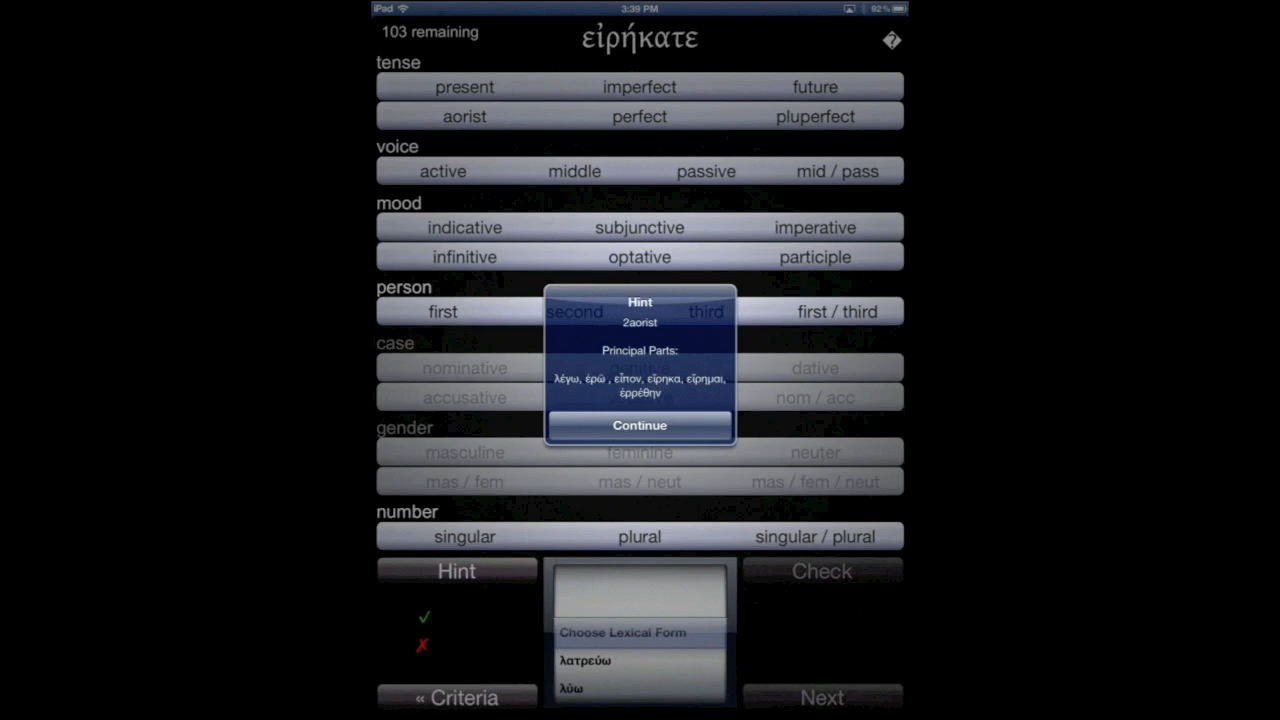 iPad 3:39 PM 92%
103 remaining εἰρήκατε ?
tense
present imperfect future
aorist perfect pluperfect
voice
active middle passive mid / pass
mood
indicative subjunctive imperative
infinitive optative participle
person
first second third first / third
case
nominative genitive dative
accusative nom / acc
gender
masculine feminine neuter
mas / fem mas / neut mas / fem / neut
number
singular plural singular / plural
Hint
2aorist
Principal Parts:
λέγω, ἐρῶ , εἶπον, εἴρηκα, εἴρημαι,
ἐρρέθην
Continue
Hint Check
Choose Lexical Form
λατρεύω
λύω
« Criteria Next